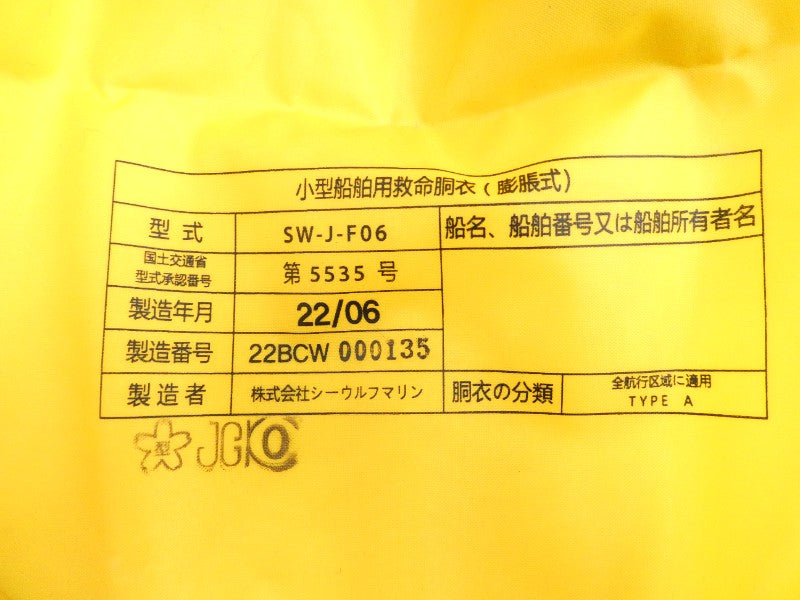 小型船舶用救命胴衣(膨脹式)
型 式 SW-J-F06 船名、船舶番号又は船舶所有者名
国土交通省
型式承認番号 第 5535 号
製造年月 22/06
製造番号 22BCW 000135
製 造 者 株式会社シーウルフマリン 胴衣の分類 全航行区域に適用
TYPE A
型 JCI